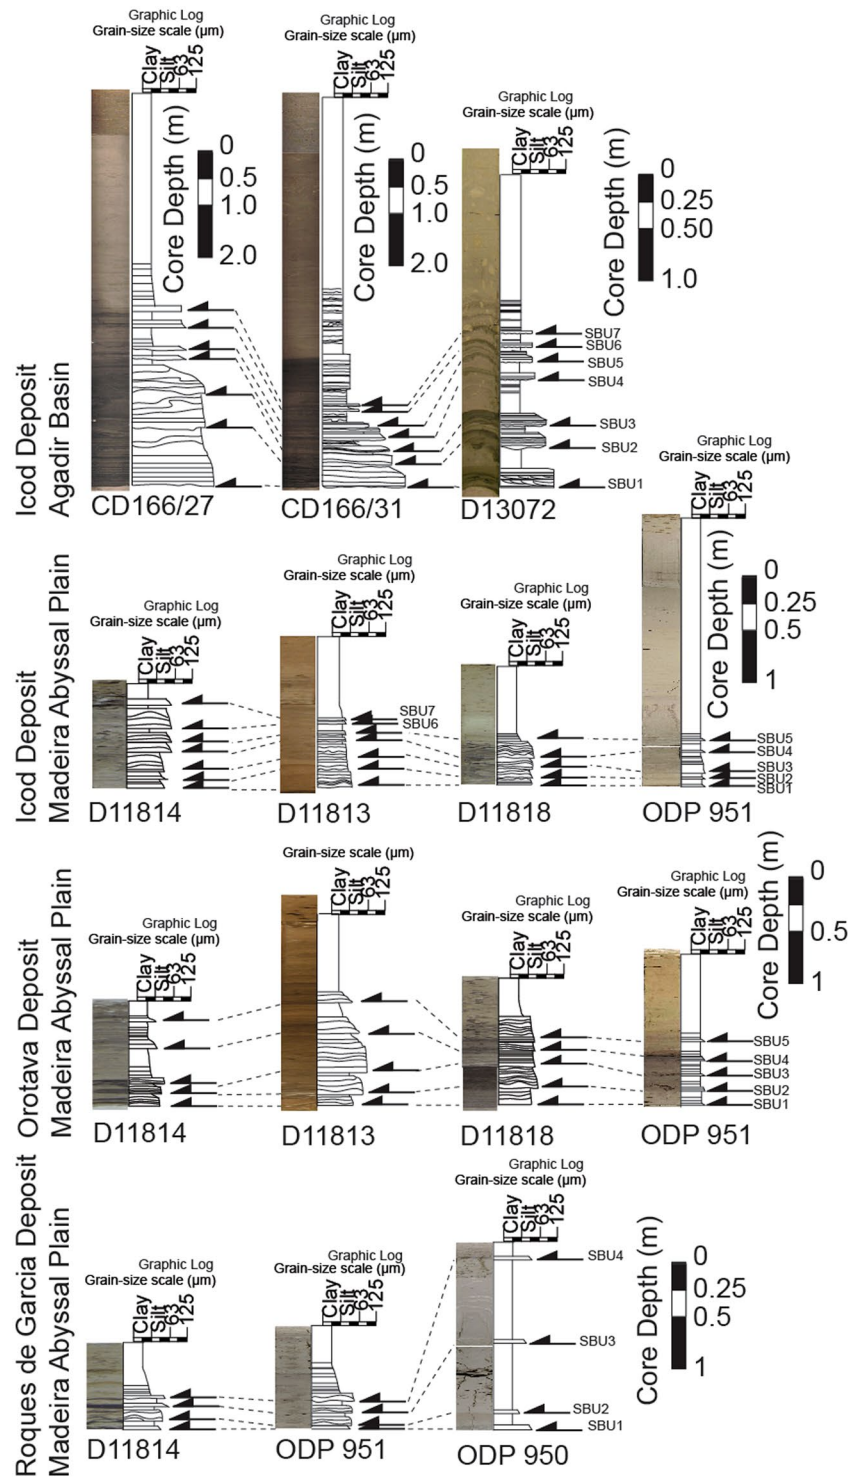 Graphic Log
Grain-size scale (µm)
Clay
Silt
63
125
Core Depth (m)
0
0.5
1.0
2.0
Graphic Log
Grain-size scale (µm)
Clay
Silt
63
125
Core Depth (m)
0
0.5
1.0
2.0
Graphic Log
Grain-size scale (µm)
Clay
Silt
63
125
Core Depth (m)
0
0.25
0.50
1.0
SBU7
SBU6
SBU5
SBU4
SBU3
SBU2
SBU1
Icod Deposit
Agadir Basin
CD166/27
CD166/31
D13072
Graphic Log
Grain-size scale (µm)
Clay
Silt
63
125
Graphic Log
Grain-size scale (µm)
Clay
Silt
63
125
SBU7
SBU6
Graphic Log
Grain-size scale (µm)
Clay
Silt
63
125
Graphic Log
Grain-size scale (µm)
Clay
Silt
63
125
Core Depth (m)
0
0.25
0.5
1
SBU5
SBU4
SBU3
SBU2
SBU1
Icod Deposit
Madeira Abyssal Plain
D11814
D11813
D11818
ODP 951
Graphic Log
Grain-size scale (µm)
Clay
Silt
63
125
Grain-size scale (µm)
Clay
Silt
63
125
Graphic Log
Grain-size scale (µm)
Clay
Silt
63
125
Graphic Log
Grain-size scale (µm)
Clay
Silt
63
125
Core Depth (m)
0
0.5
1
SBU5
SBU4
SBU3
SBU2
SBU1
Orotava Deposit
Madeira Abyssal Plain
D11814
D11813
D11818
ODP 951
Graphic Log
Grain-size scale (µm)
Clay
Silt
63
125
Graphic Log
Grain-size scale (µm)
Clay
Silt
63
125
Graphic Log
Grain-size scale (µm)
Clay
Silt
63
125
SBU4
SBU3
SBU2
SBU1
Core Depth (m)
0
0.25
0.5
1
Roques de Garcia Deposit
Madeira Abyssal Plain
D11814
ODP 951
ODP 950